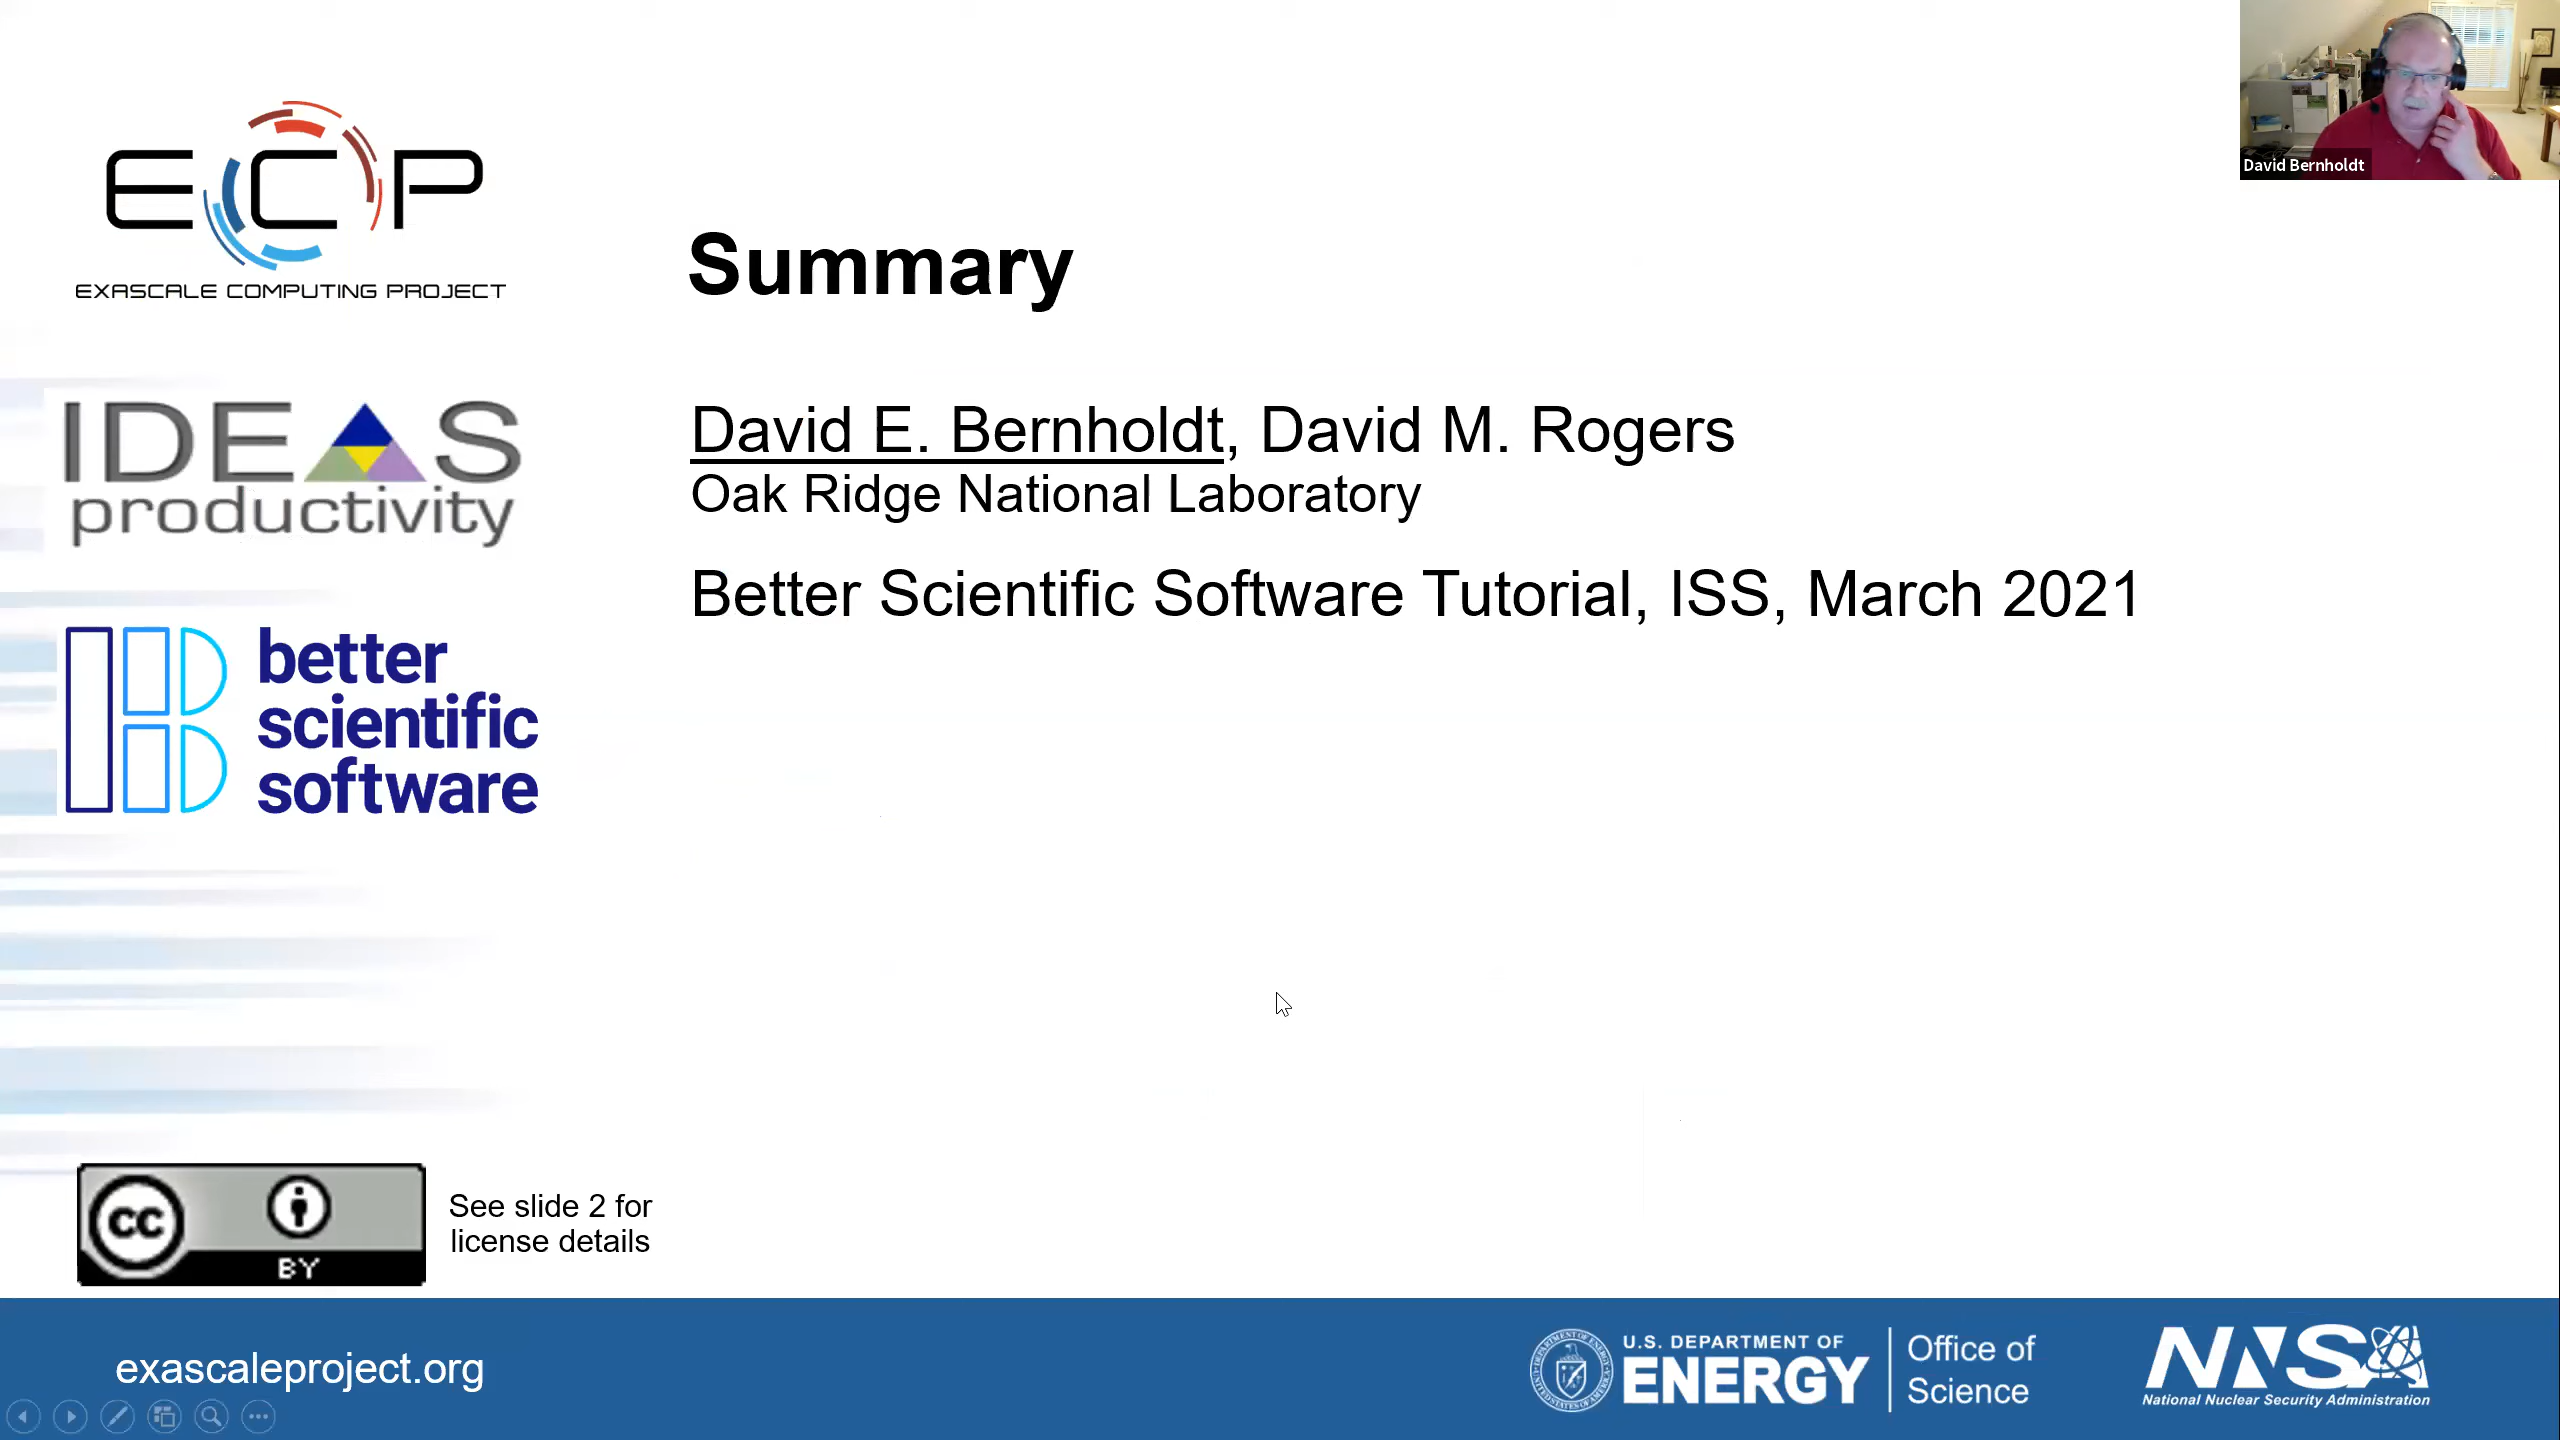 David Bernholdt
ECP
EXASCALE COMPUTING PROJECT
Summary
IDEAS
productivity
David E. Bernholdt, David M. Rogers
Oak Ridge National Laboratory
Better Scientific Software Tutorial, ISS, March 2021
better
scientific
software
cc
BY
See slide 2 for
license details
exascaleproject.org
U.S. DEPARTMENT OF
ENERGY
Office of
Science
NNSA
National Nuclear Security Administration